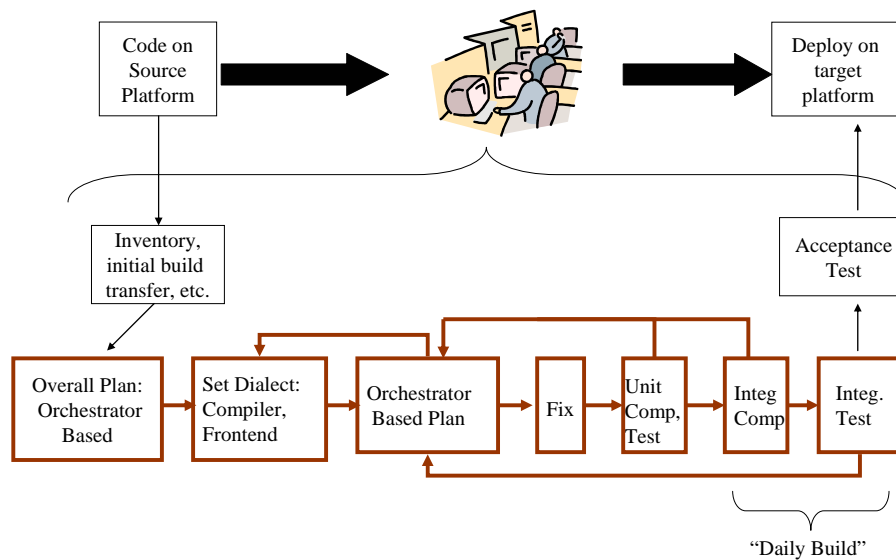 Code on
Source
Platform
Deploy on
target
platform
Inventory,
initial build
transfer, etc.
Acceptance
Test
Overall Plan:
Orchestrator
Based
Set Dialect:
Compiler,
Frontend
Orchestrator
Based Plan
Fix
Unit
Comp,
Test
Integ
Comp
Integ.
Test
“Daily Build”